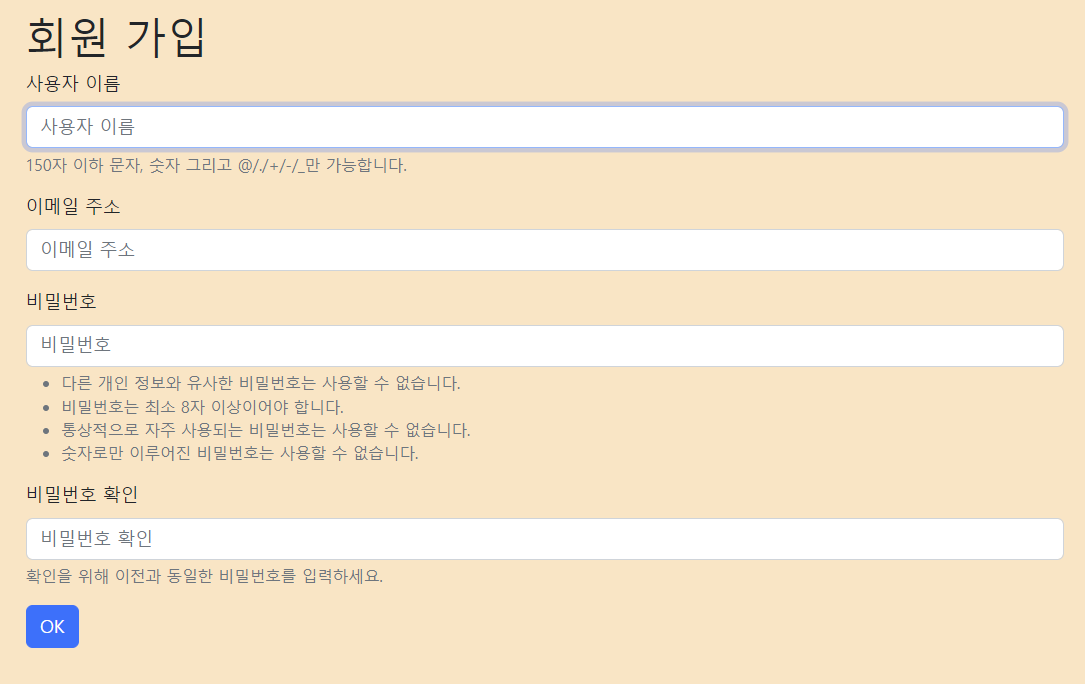 회원 가입
사용자 이름
사용자 이름
150자 이하 문자, 숫자 그리고 @/./+/-/_만 가능합니다.
이메일 주소
이메일 주소
비밀번호
비밀번호
다른 개인 정보와 유사한 비밀번호는 사용할 수 없습니다.
비밀번호는 최소 8자 이상이어야 합니다.
통상적으로 자주 사용되는 비밀번호는 사용할 수 없습니다.
숫자로만 이루어진 비밀번호는 사용할 수 없습니다.
비밀번호 확인
비밀번호 확인
확인을 위해 이전과 동일한 비밀번호를 입력하세요.
OK